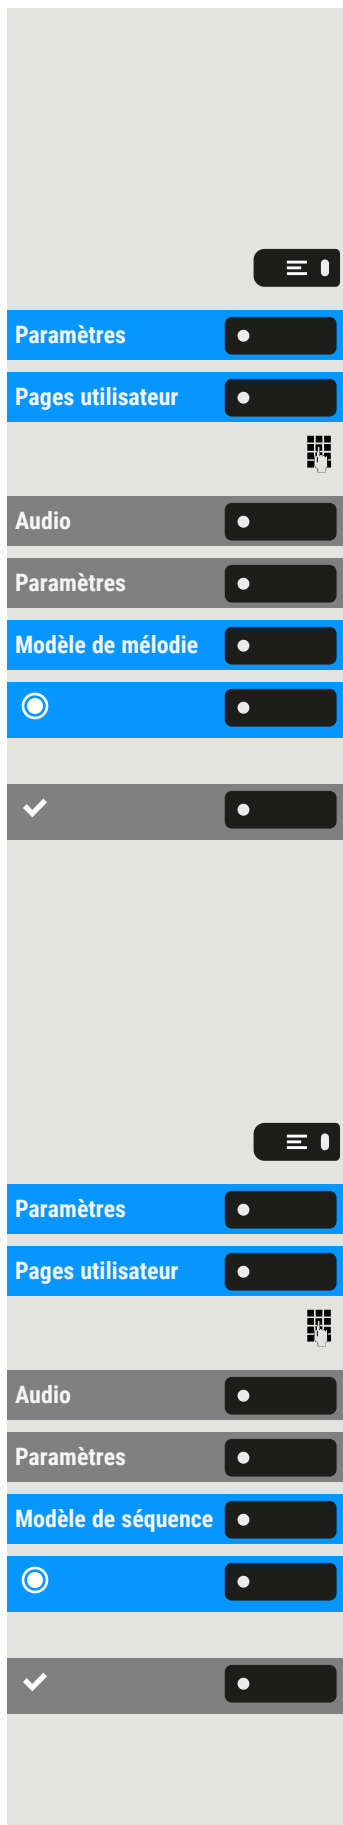 Paramètres
Pages utilisateur
Audio
Paramètres
Modèle de mélodie
Paramètres
Pages utilisateur
Audio
Paramètres
Modèle de séquence